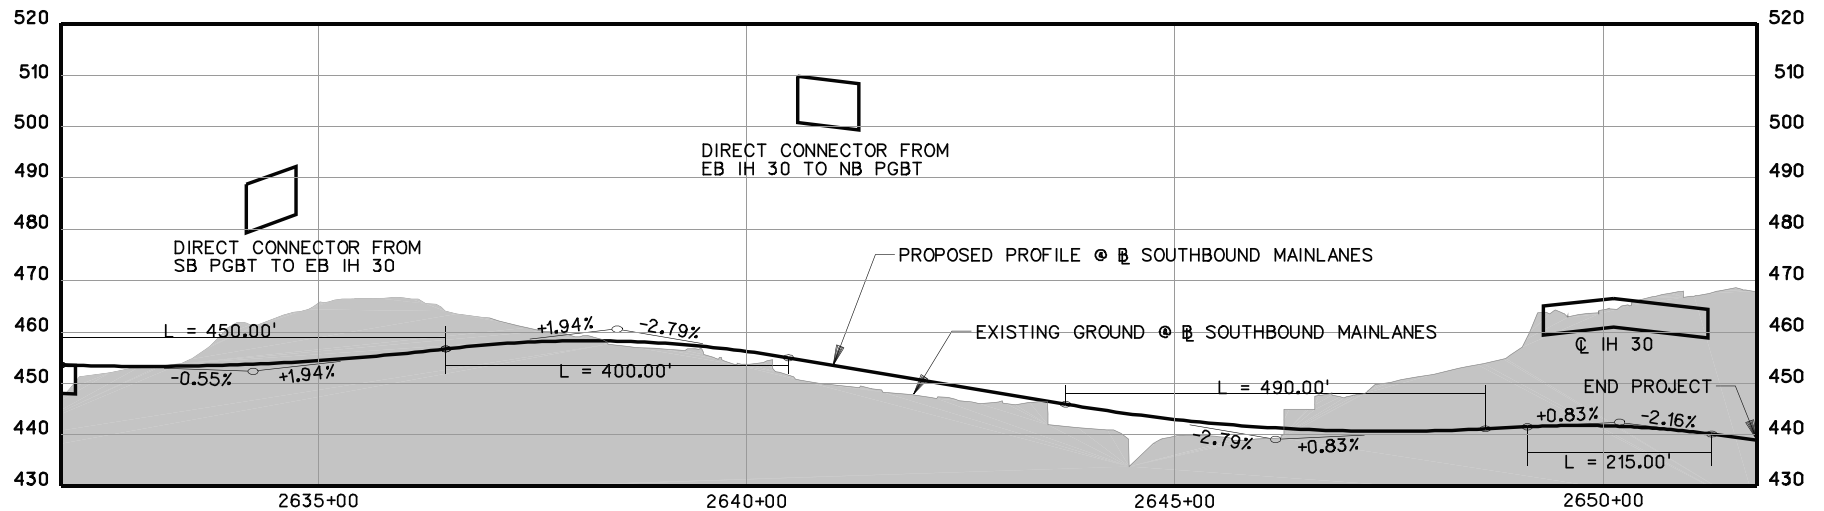 520
510
500
490
480
470
460
450
440
430
520
510
500
490
480
470
460
450
440
430
DIRECT CONNECTOR FROM
EB IH 30 TO NB PGBT
DIRECT CONNECTOR FROM
SB PGBT TO EB IH 30
PROPOSED PROFILE @ BL SOUTHBOUND MAINLANES
EXISTING GROUND @ BL SOUTHBOUND MAINLANES
L = 450.00'
+1.94%
-2.79%
L = 400.00'
-0.55%
+1.94%
L = 490.00'
-2.79%
+0.83%
CL IH 30
END PROJECT
+0.83%
-2.16%
L = 215.00'
2635+00
2640+00
2645+00
2650+00